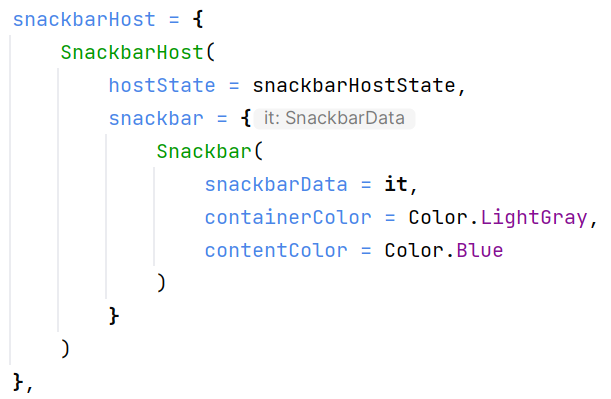 snackbarHost = {
    SnackbarHost(
        hostState = snackbarHostState,
        snackbar = { it: SnackbarData
            Snackbar(
                snackbarData = it,
                containerColor = Color.LightGray,
                contentColor = Color.Blue
            )
        }
    )
},